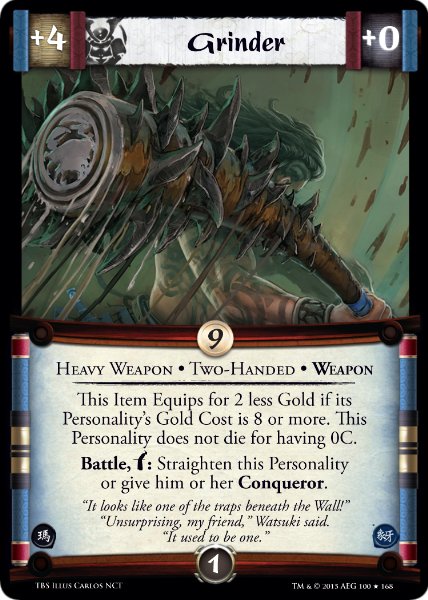 +4
Grinder
+0
9
Heavy Weapon • Two-Handed • Weapon
This Item Equips for 2 less Gold if its
Personality's Gold Cost is 8 or more. This
Personality does not die for having 0C.
Battle, : Straighten this Personality
or give him or her Conqueror.
"It looks like one of the traps beneath the Wall!"
"Unsurprising, my friend," Watsuki said.
"It used to be one."
瑪
1
TBS Illus Carlos NCT
TM & © 2015 AEG 100 ★ 168